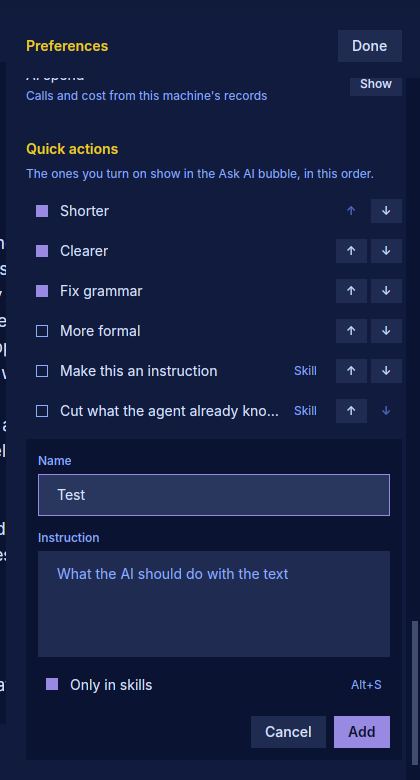 Preferences
Done
AI spend
Show
Calls and cost from this machine's records
Quick actions
The ones you turn on show in the Ask AI bubble, in this order.
Shorter ↑ ↓
Clearer ↑ ↓
Fix grammar ↑ ↓
More formal ↑ ↓
Make this an instruction Skill ↑ ↓
Cut what the agent already kno... Skill ↑ ↓
Name
Test
Instruction
What the AI should do with the text
Only in skills Alt+S
Cancel Add